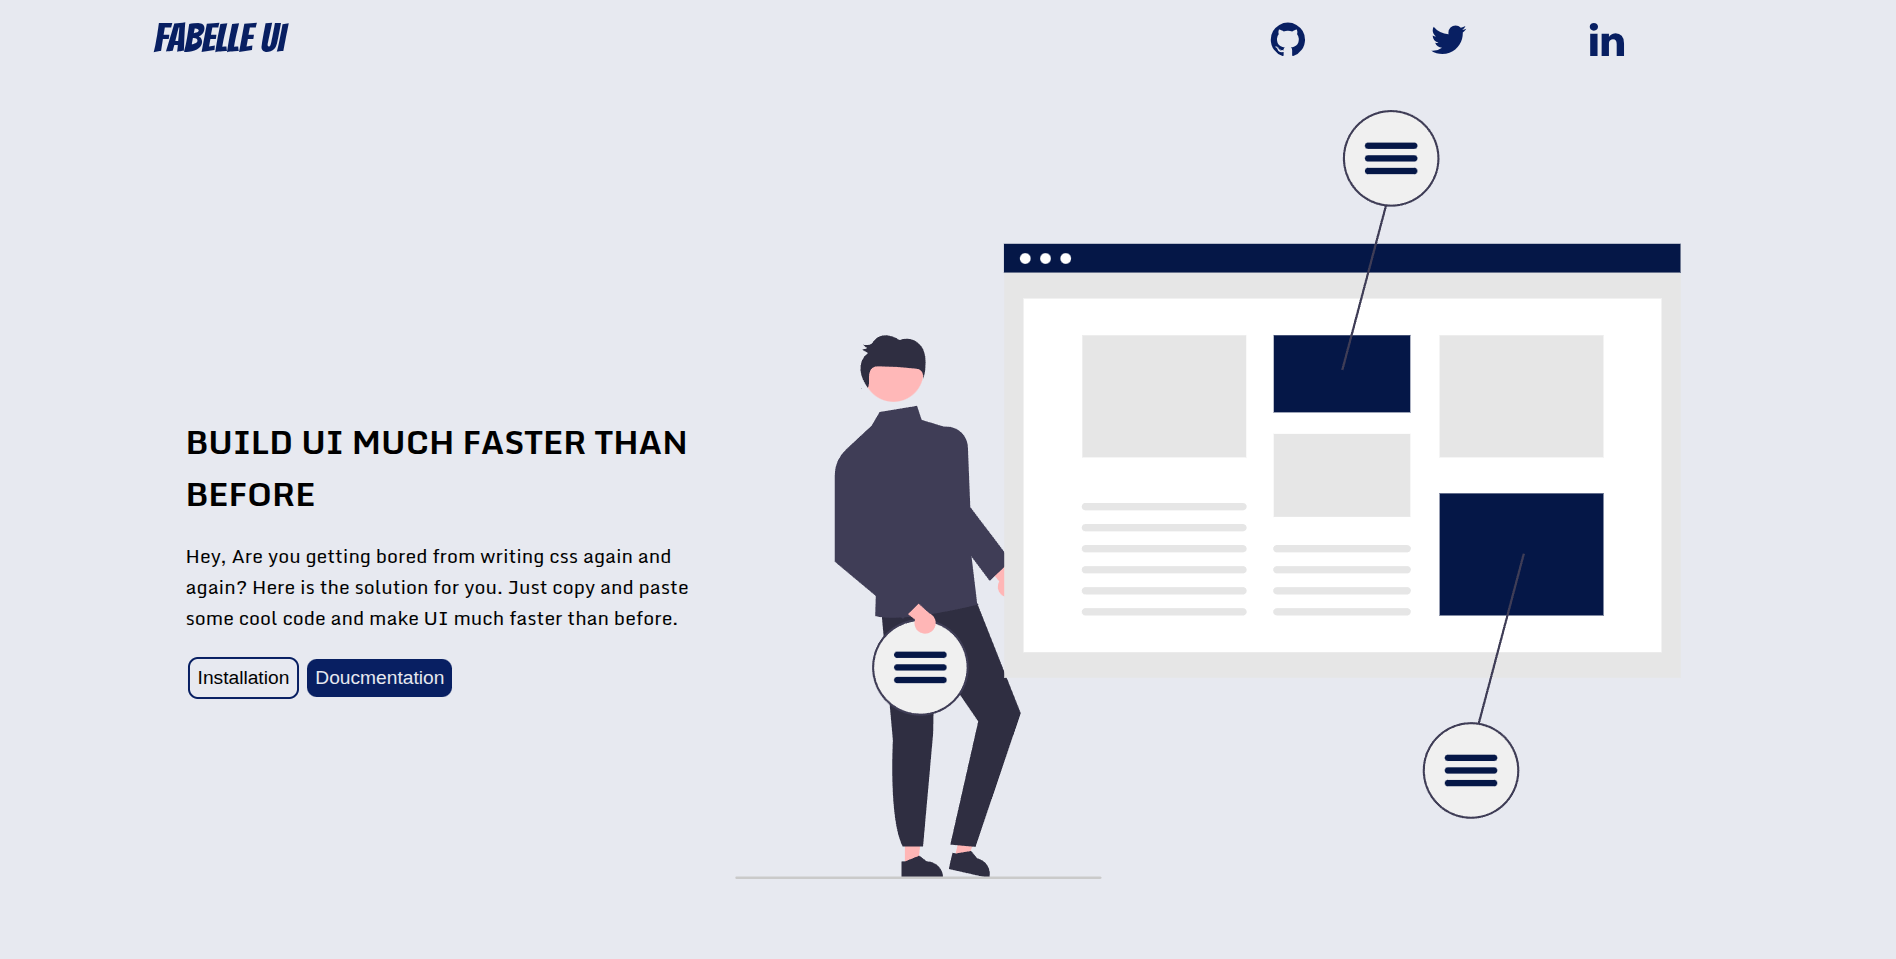 FABELLE UI
BUILD UI MUCH FASTER THAN
BEFORE
Hey, Are you getting bored from writing css again and
again? Here is the solution for you. Just copy and paste
some cool code and make UI much faster than before.
Installation
Doucmentation